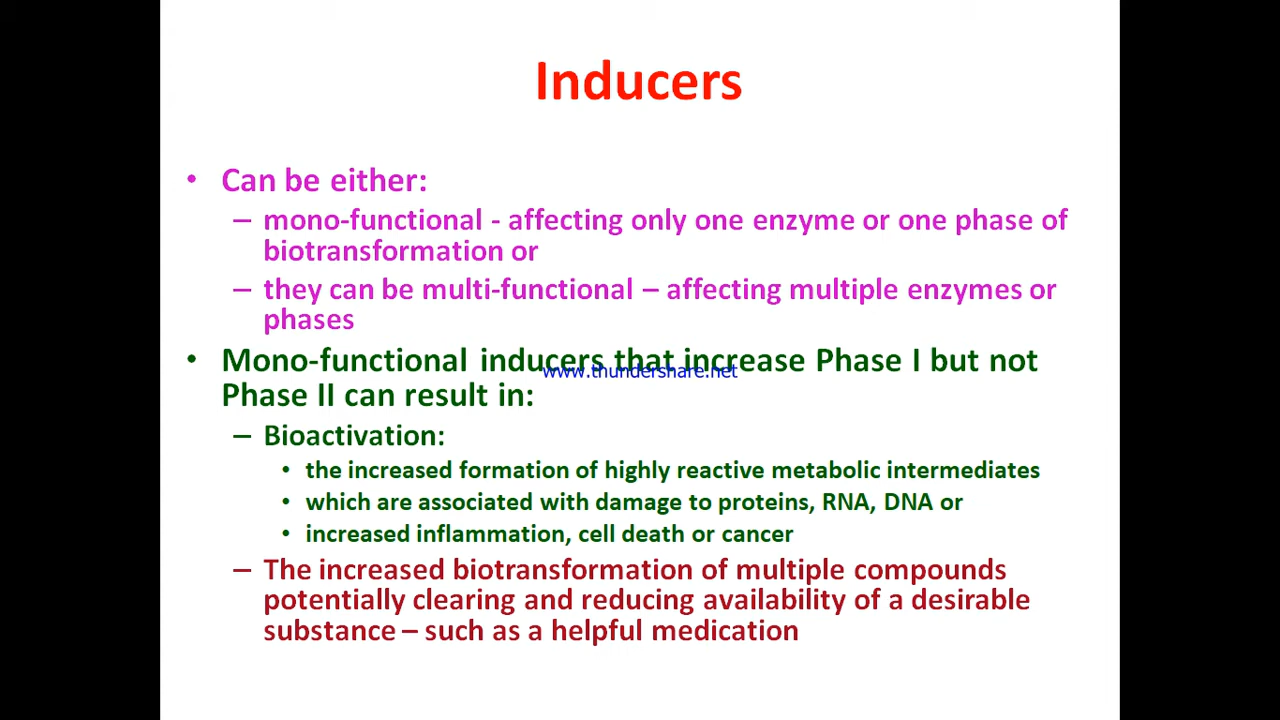 Inducers
• Can be either:
– mono-functional - affecting only one enzyme or one phase of
biotransformation or
– they can be multi-functional – affecting multiple enzymes or
phases
• Mono-functional inducers that increase Phase I but not
www.thundershare.net
Phase II can result in:
– Bioactivation:
• the increased formation of highly reactive metabolic intermediates
• which are associated with damage to proteins, RNA, DNA or
• increased inflammation, cell death or cancer
– The increased biotransformation of multiple compounds
potentially clearing and reducing availability of a desirable
substance – such as a helpful medication